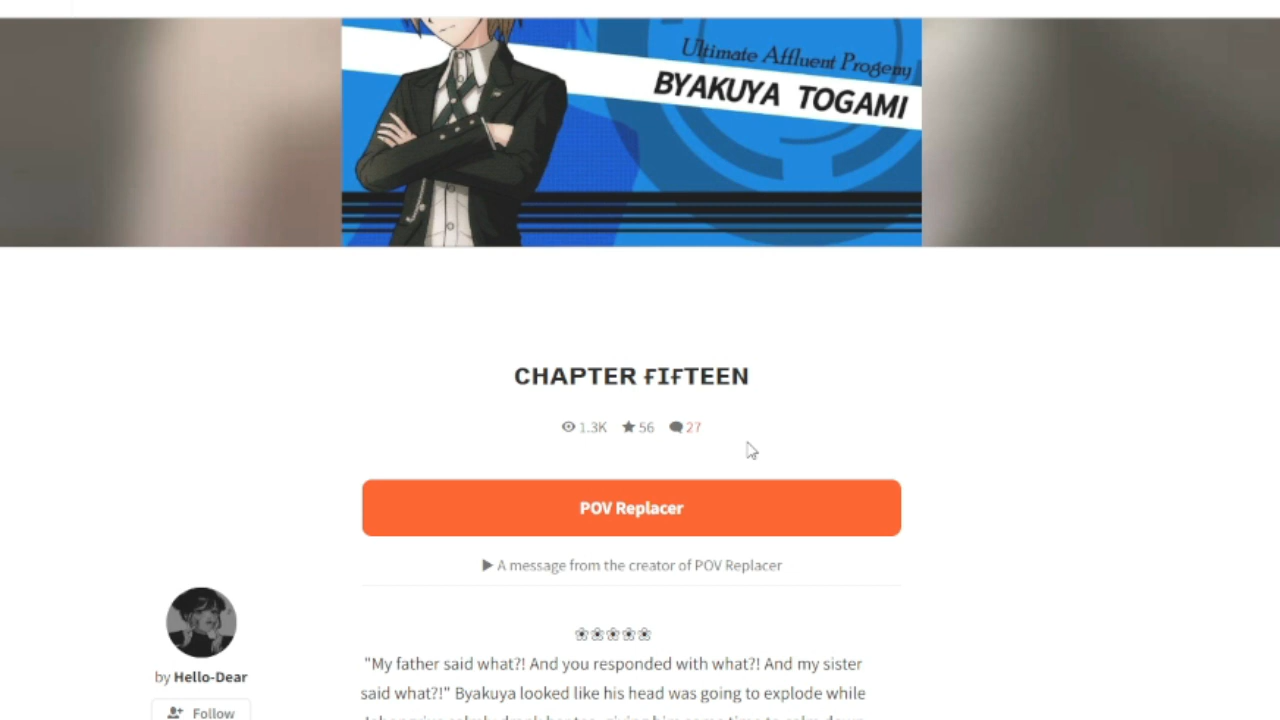 Ultimate Affluent Progeny
BYAKUYA TOGAMI
CHAPTER ғIғTEEN
1.3K 56 27
POV Replacer
▶ A message from the creator of POV Replacer
❀❀❀❀❀
"My father said what?! And you responded with what?! And my sister
said what?!" Byakuya looked like his head was going to explode while
by Hello-Dear
Follow